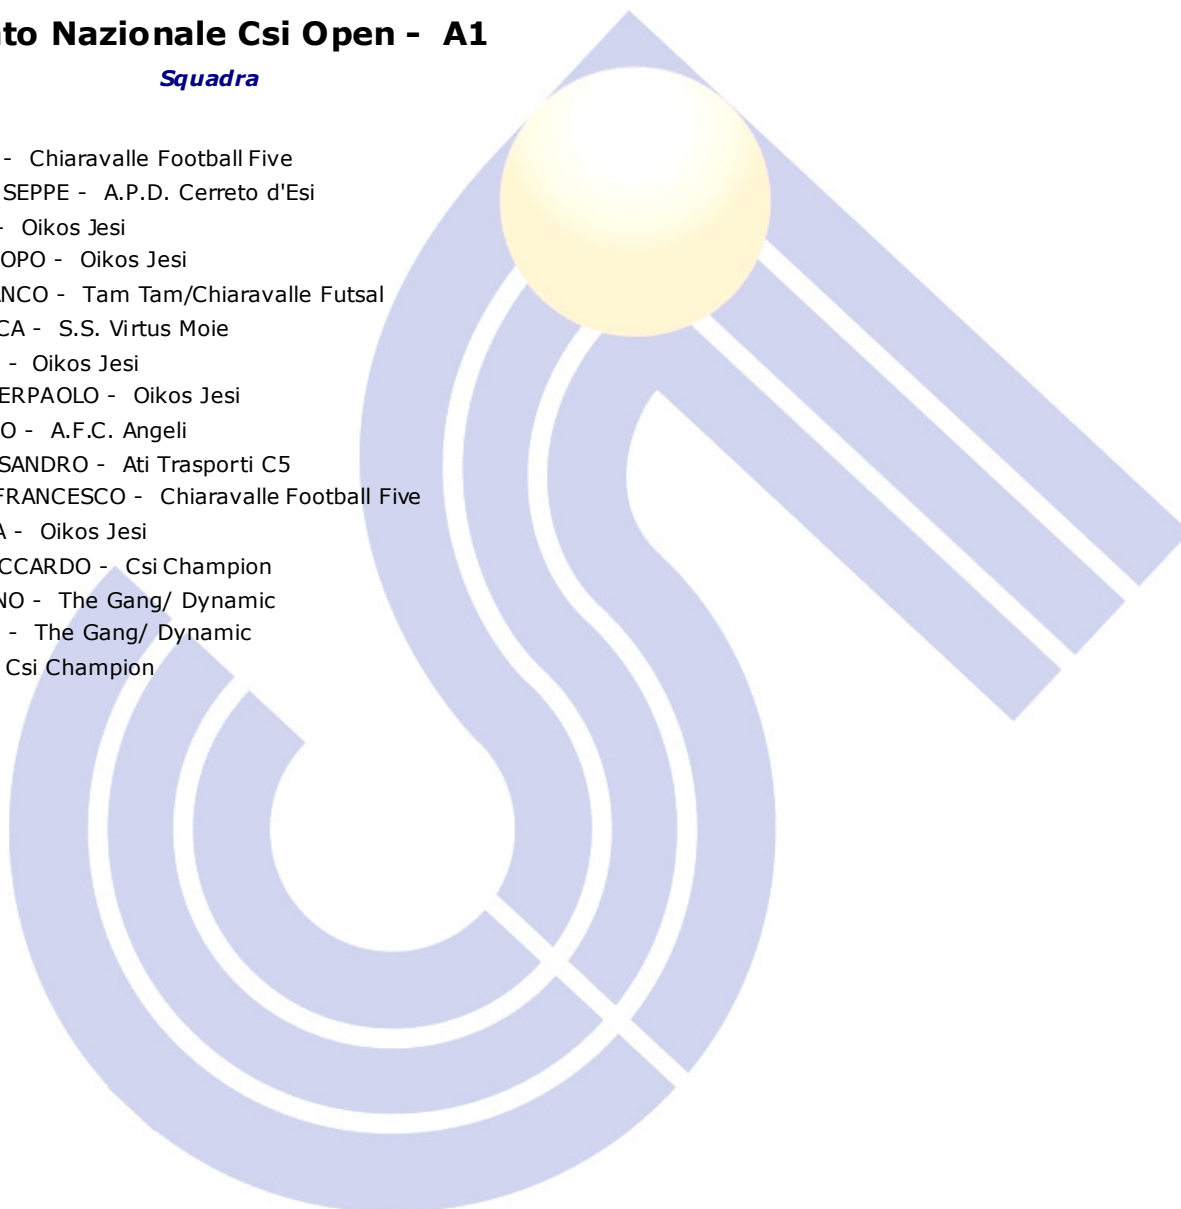 ato Nazionale Csi Open - A1
Squadra
- Chiaravalle Football Five
SEPPE - A.P.D. Cerreto d'Esi
- Oikos Jesi
OPO - Oikos Jesi
ANCO - Tam Tam/Chiaravalle Futsal
CA - S.S. Virtus Moie
- Oikos Jesi
ERPAOLO - Oikos Jesi
O - A.F.C. Angeli
SANDRO - Ati Trasporti C5
FRANCESCO - Chiaravalle Football Five
A - Oikos Jesi
CCARDO - Csi Champion
NO - The Gang/ Dynamic
- The Gang/ Dynamic
Csi Champion